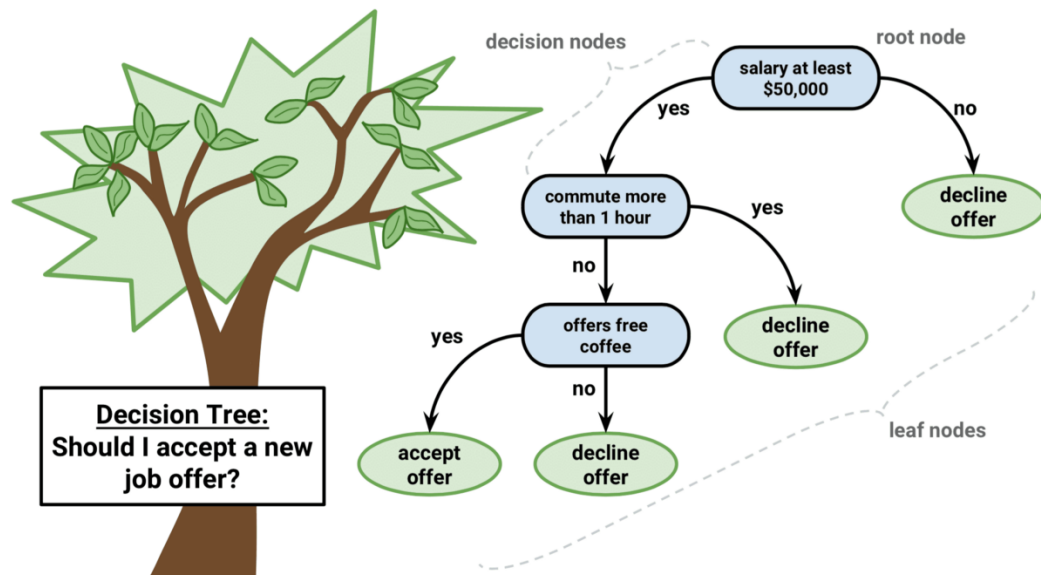 decision nodes
root node
salary at least
$50,000
yes
no
commute more
than 1 hour
yes
decline
offer
no
offers free
coffee
decline
offer
yes
no
Decision Tree:
Should I accept a new
job offer?
accept
offer
decline
offer
leaf nodes